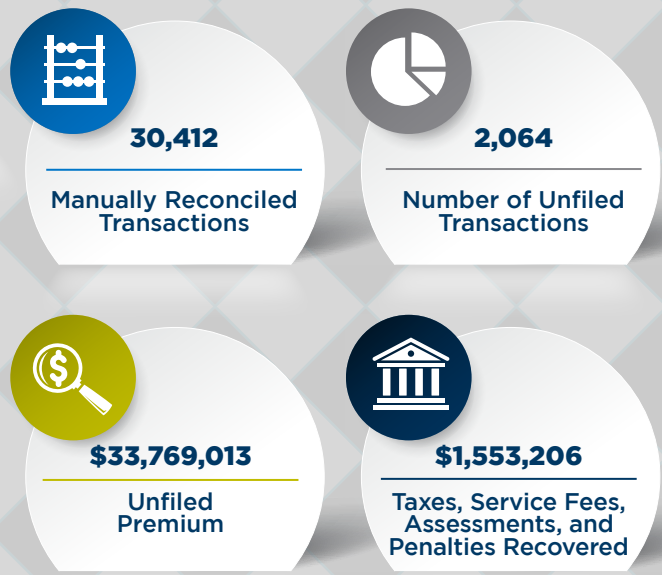 30,412
Manually Reconciled
Transactions
2,064
Number of Unfiled
Transactions
$33,769,013
Unfiled
Premium
$1,553,206
Taxes, Service Fees,
Assessments, and
Penalties Recovered